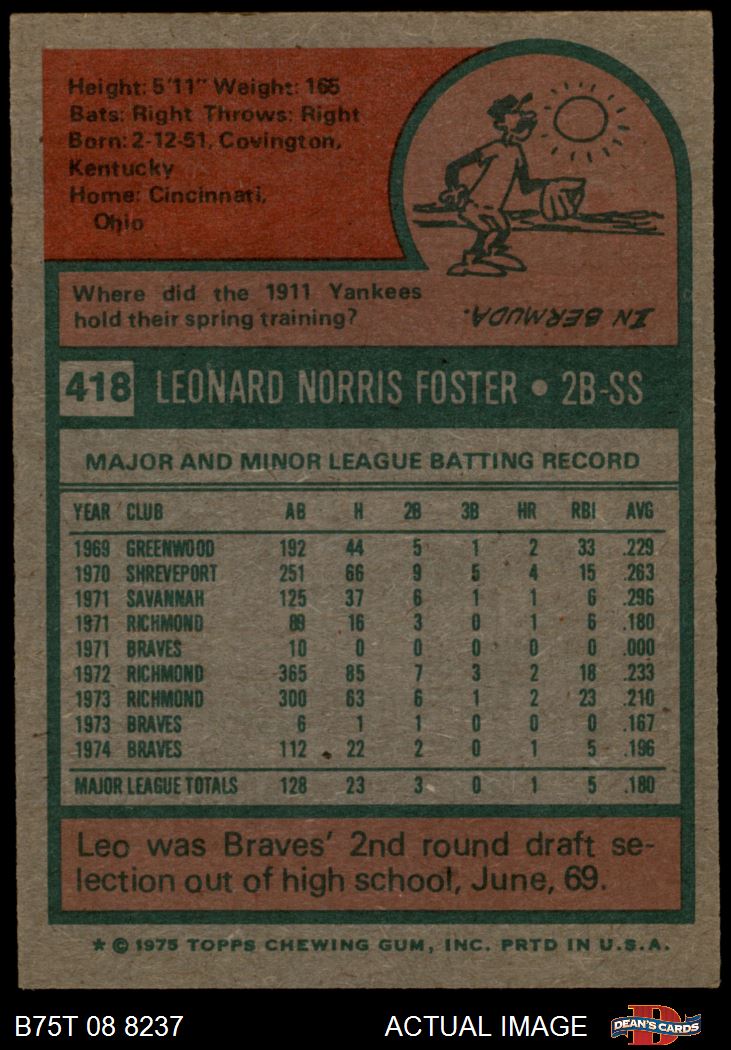 Height: 5'11" Weight: 165
Bats: Right Throws: Right
Born: 2-12-51, Covington,
Kentucky
Home: Cincinnati,
Ohio
Where did the 1911 Yankees
hold their spring training?
IN BERMUDA.
418 LEONARD NORRIS FOSTER • 2B-SS
MAJOR AND MINOR LEAGUE BATTING RECORD
YEAR CLUB AB H 2B 3B HR RBI AVG
1969 GREENWOOD 192 44 5 1 2 33 .229
1970 SHREVEPORT 251 66 9 5 4 15 .263
1971 SAVANNAH 125 37 6 1 1 6 .296
1971 RICHMOND 89 16 3 0 1 6 .180
1971 BRAVES 10 0 0 0 0 0 .000
1972 RICHMOND 365 85 7 3 2 18 .233
1973 RICHMOND 300 63 6 1 2 23 .210
1973 BRAVES 6 1 1 0 0 0 .167
1974 BRAVES 112 22 2 0 1 5 .196
MAJOR LEAGUE TOTALS 128 23 3 0 1 5 .180
Leo was Braves' 2nd round draft se-
lection out of high school, June, 69.
* © 1975 TOPPS CHEWING GUM, INC. PRTD IN U.S.A.
B75T 08 8237 ACTUAL IMAGE DEAN'S CARDS